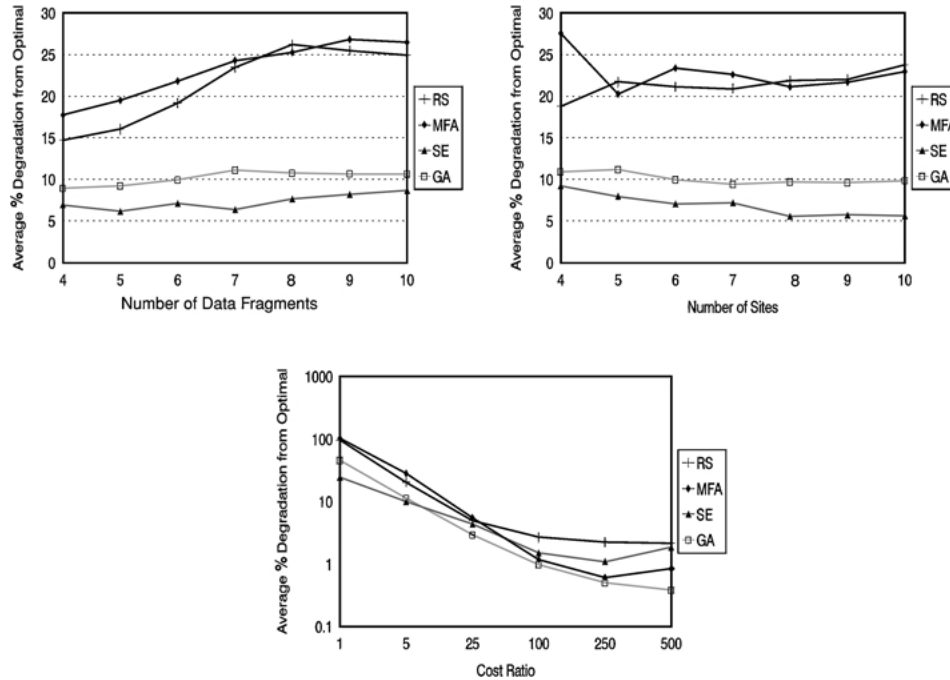 Average % Degradation from Optimal
30
25
20
15
10
5
0
4 5 6 7 8 9 10
Number of Data Fragments
RS
MFA
SE
GA
Average % Degradation from Optimal
30
25
20
15
10
5
0
4 5 6 7 8 9 10
Number of Sites
RS
MFA
SE
GA
Average % Degradation from Optimal
1000
100
10
1
0.1
1 5 25 100 250 500
Cost Ratio
RS
MFA
SE
GA